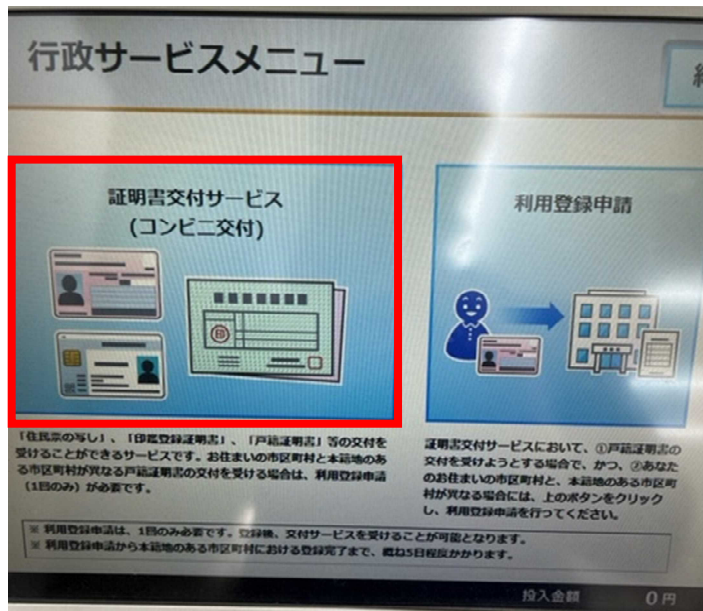 行政サービスメニュー
証明書交付サービス
(コンビニ交付)
利用登録申請
印
「住民票の写し」、「印鑑登録証明書」、「戸籍証明書」等の交付を
受けることができるサービスです。お住まいの市区町村と本籍地のあ
る市区町村が異なる戸籍証明書の交付を受ける場合は、利用登録申請
(1回のみ)が必要です。
証明書交付サービスにおいて、①戸籍証明書の
交付を受けようとする場合で、かつ、②あなた
のお住まいの市区町村と、本籍地のある市区町
村が異なる場合には、上のボタンをクリック
し、利用登録申請を行ってください。
※ 利用登録申請は、1回のみ必要です。登録後、交付サービスを受けることが可能となります。
※ 利用登録申請から本籍地のある市区町村における登録完了まで、概ね5日程度かかります。
投入金額 0円